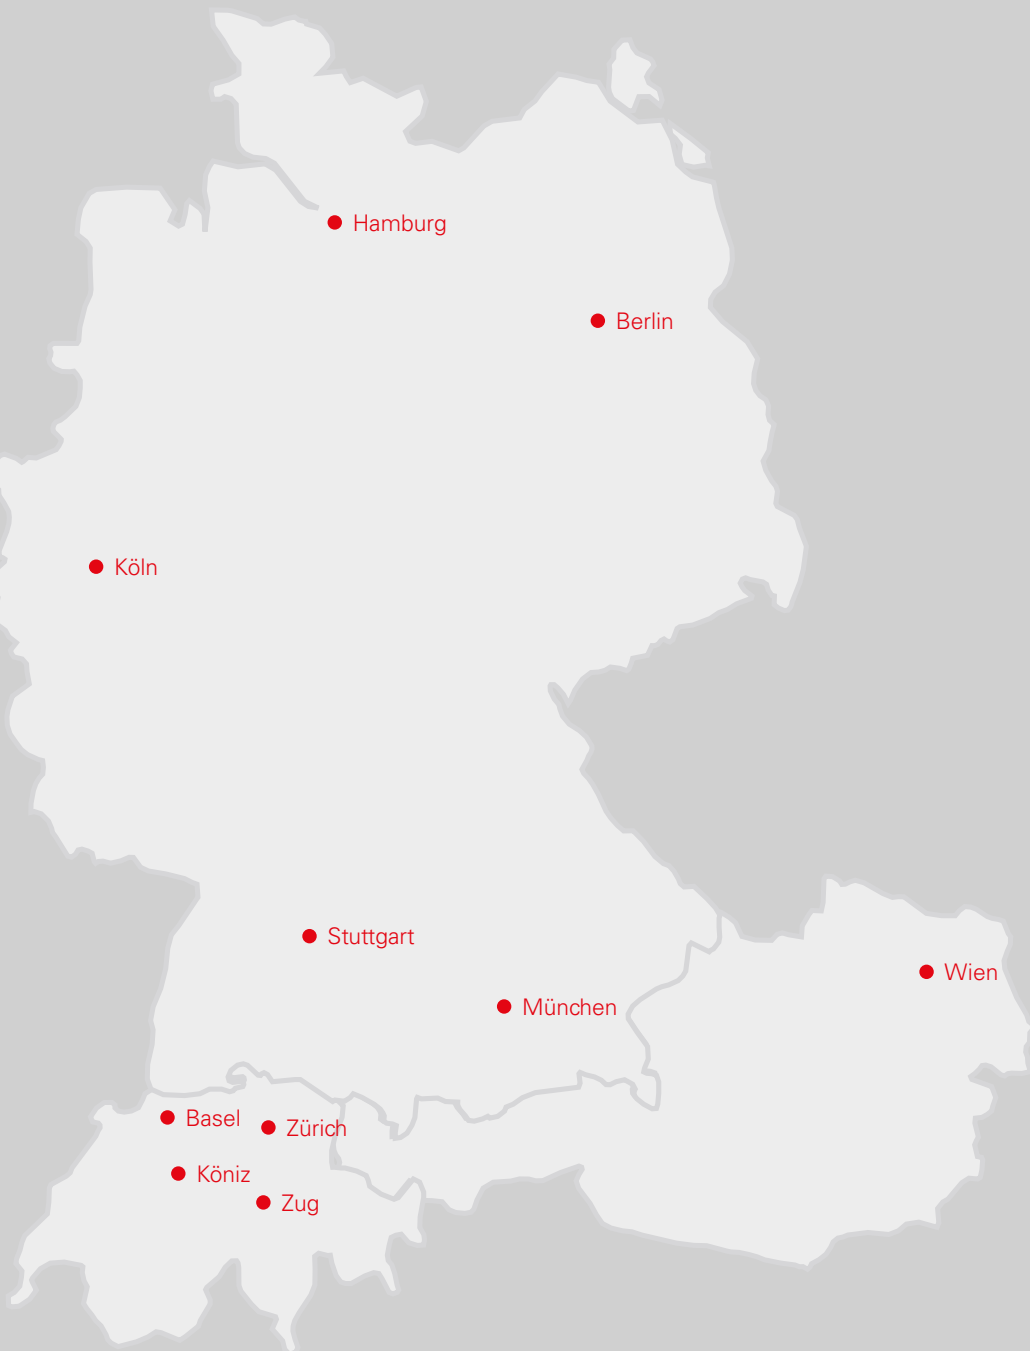 Hamburg
Berlin
Köln
Stuttgart
Wien
München
Basel
Zürich
Köniz
Zug